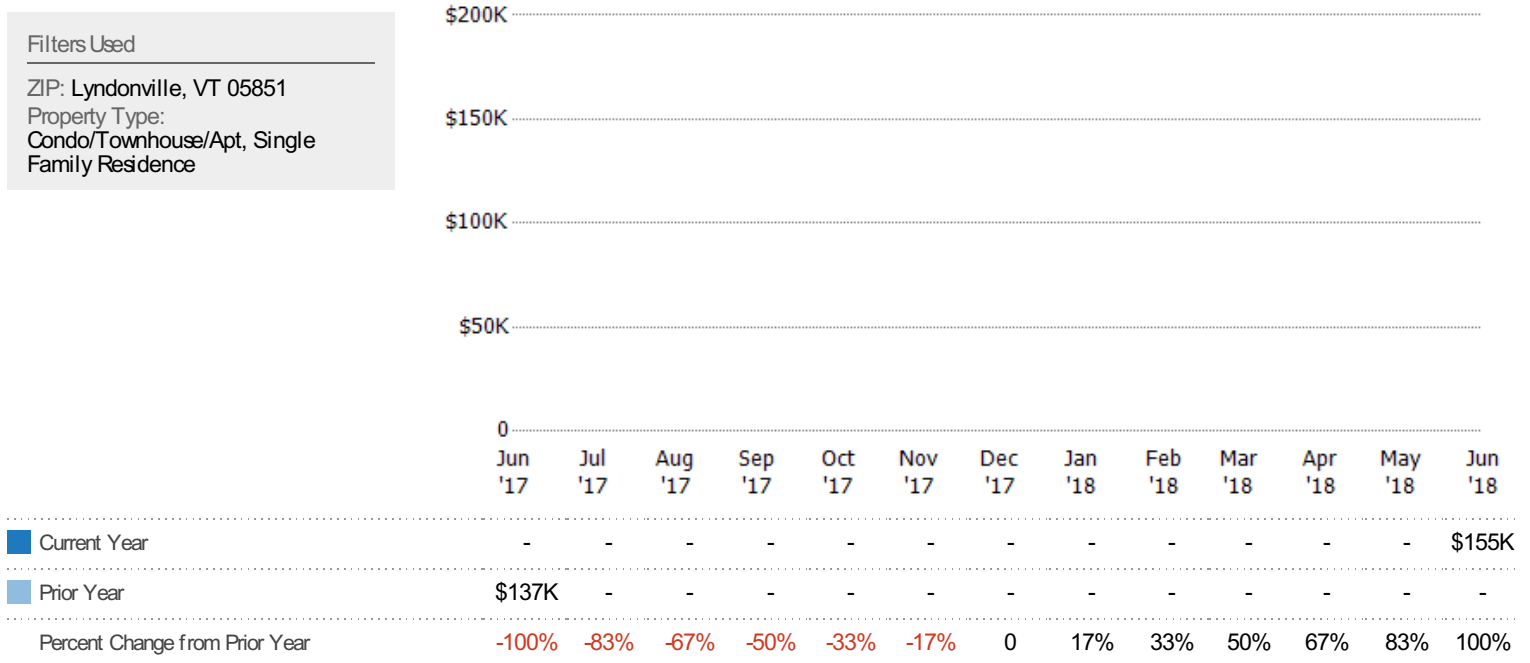 Filters Used
ZIP: Lyndonville, VT 05851
Property Type:
Condo/Townhouse/Apt, Single
Family Residence
$200K
$150K
$100K
$50K
0
Jun Jul Aug Sep Oct Nov Dec Jan Feb Mar Apr May Jun
'17 '17 '17 '17 '17 '17 '17 '18 '18 '18 '18 '18 '18
Current Year - - - - - - - - - - - - $155K
Prior Year $137K - - - - - - - - - - - -
Percent Change from Prior Year -100% -83% -67% -50% -33% -17% 0 17% 33% 50% 67% 83% 100%